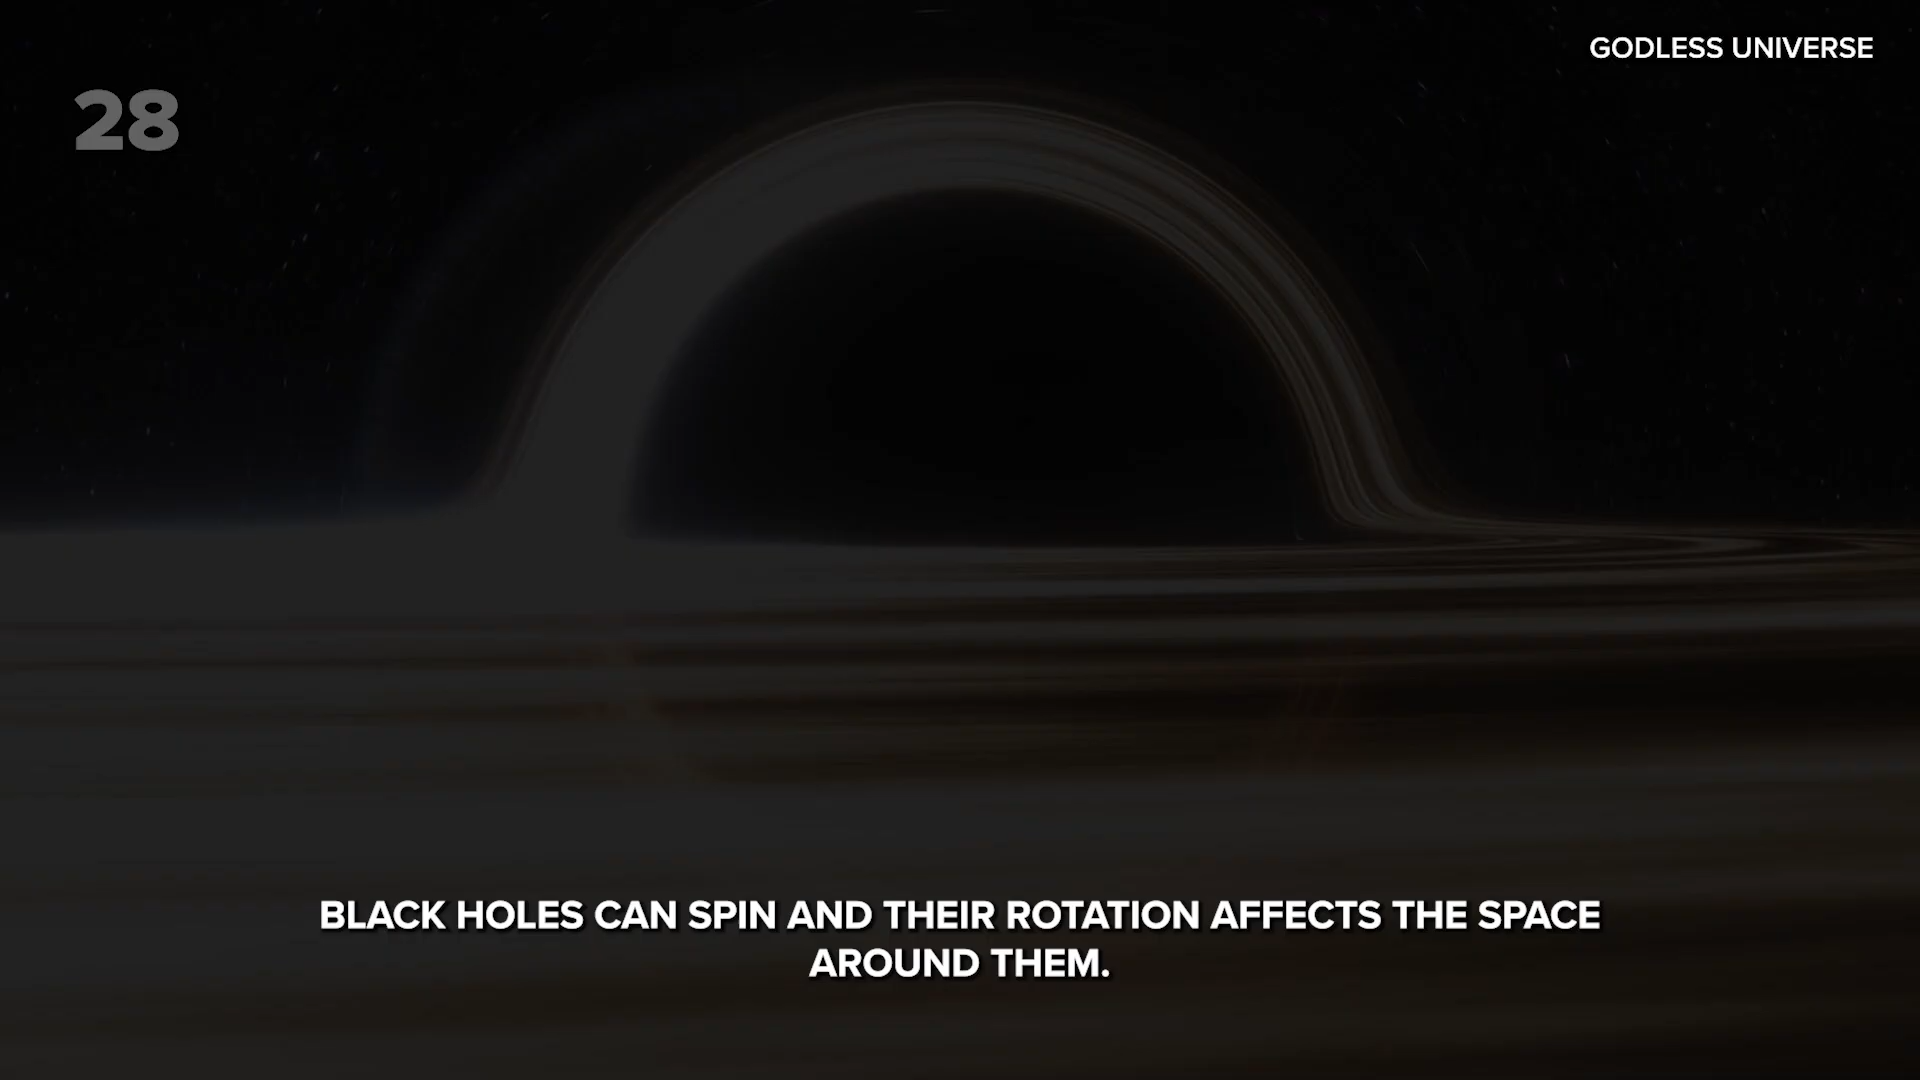 GODLESS UNIVERSE
28
BLACK HOLES CAN SPIN AND THEIR ROTATION AFFECTS THE SPACE
AROUND THEM.